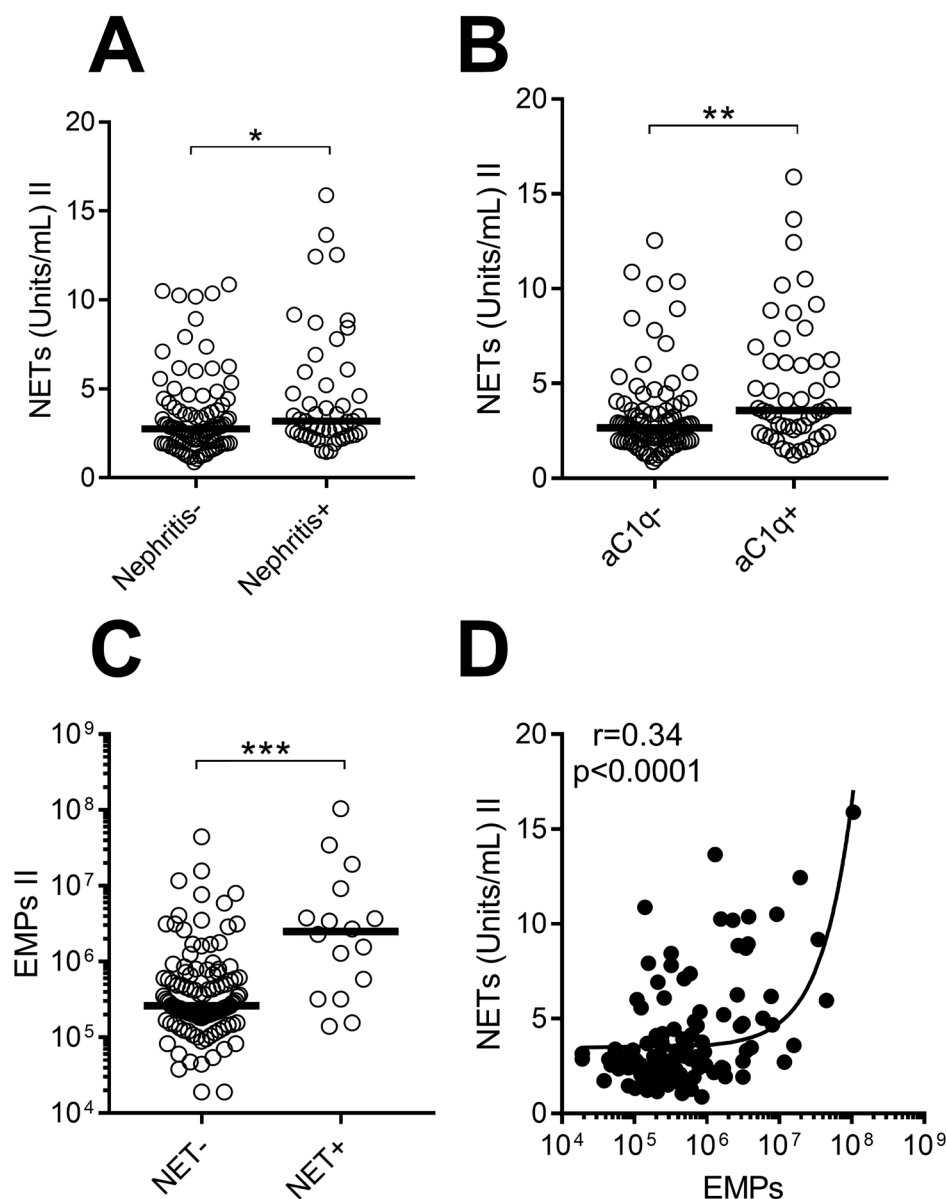 A
NETs (Units/mL) II
20
15
10
5
0
*
Nephritis-
Nephritis+
B
NETs (Units/mL) II
20
15
10
5
0
**
aC1q-
aC1q+
C
EMPs II
10⁹
10⁸
10⁷
10⁶
10⁵
10⁴
***
NET-
NET+
D
NETs (Units/mL) II
20
15
10
5
0
r=0.34
p<0.0001
10⁴ 10⁵ 10⁶ 10⁷ 10⁸ 10⁹
EMPs